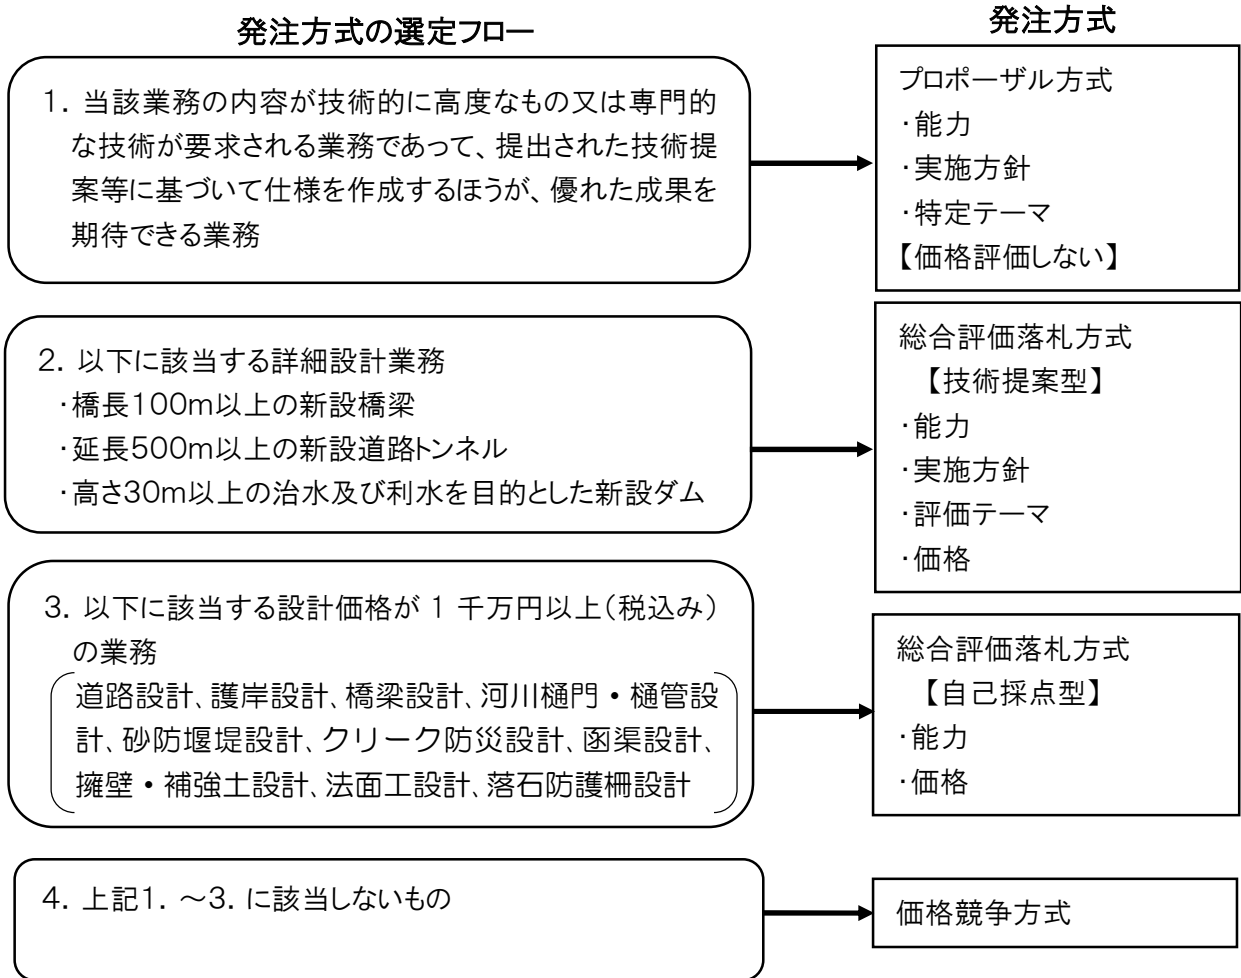 発注方式の選定フロー
発注方式
1. 当該業務の内容が技術的に高度なもの又は専門的
な技術が要求される業務であって、提出された技術提
案等に基づいて仕様を作成するほうが、優れた成果を
期待できる業務
プロポーザル方式
・能力
・実施方針
・特定テーマ
【価格評価しない】
2. 以下に該当する詳細設計業務
・橋長100m以上の新設橋梁
・延長500m以上の新設道路トンネル
・高さ30m以上の治水及び利水を目的とした新設ダム
総合評価落札方式
【技術提案型】
・能力
・実施方針
・評価テーマ
・価格
3. 以下に該当する設計価格が 1 千万円以上(税込み)
の業務
道路設計、護岸設計、橋梁設計、河川樋門・樋管設
計、砂防堰堤設計、クリーク防災設計、函渠設計、
擁壁・補強土設計、法面工設計、落石防護柵設計
総合評価落札方式
【自己採点型】
・能力
・価格
4. 上記1. ～3. に該当しないもの
価格競争方式